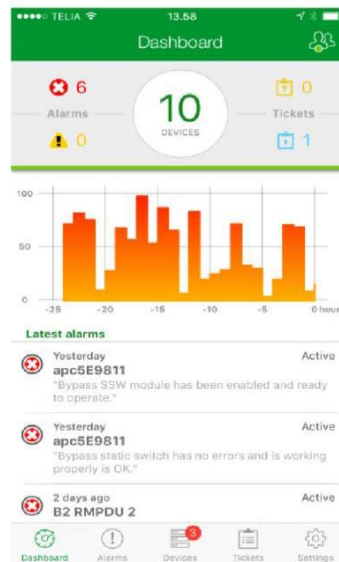 TELIA 13.58
Dashboard
6 0
Alarms 10 Tickets
DEVICES
0 1
100
50
0
-25 -20 -15 -10 -5 0 hour
Latest alarms
Yesterday Active
apc5E9811
"Bypass SSW module has been enabled and ready
to operate."
Yesterday Active
apc5E9811
"Bypass static switch has no errors and is working
properly is OK."
2 days ago Active
B2 RMPDU 2
3
Dashboard Alarms Devices Tickets Settings